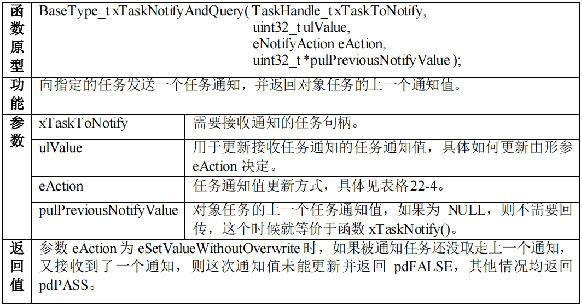 函数原型
BaseType_t xTaskNotifyAndQuery( TaskHandle_t xTaskToNotify,
uint32_t ulValue,
eNotifyAction eAction,
uint32_t *pulPreviousNotifyValue );
功能
向指定的任务发送一个任务通知，并返回对象任务的上一个通知值。
参数
xTaskToNotify
需要接收通知的任务句柄。
ulValue
用于更新接收任务通知的任务通知值，具体如何更新由形参
eAction 决定。
eAction
任务通知值更新方式，具体见表格22-4。
pulPreviousNotifyValue
对象任务的上一个任务通知值，如果为 NULL，则不需要回
传，这个时候就等价于函数 xTaskNotify()。
返回值
参数 eAction 为 eSetValueWithoutOverwrite 时，如果被通知任务还没取走上一个通知，
又接收到了一个通知，则这次通知值未能更新并返回 pdFALSE，其他情况均返回
pdPASS。